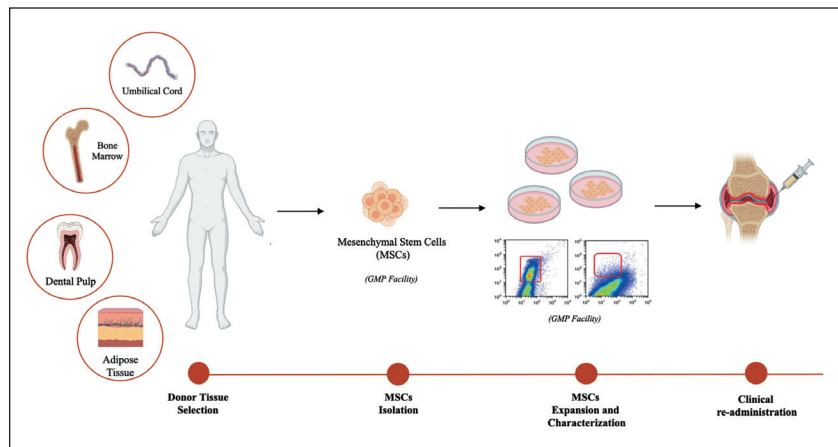 Umbilical Cord
Bone
Marrow
Dental Pulp
Adipose
Tissue
Mesenchymal Stem Cells
(MSCs)
(GMP Facility)
(GMP Facility)
Donor Tissue
Selection
MSCs
Isolation
MSCs
Expansion and
Characterization
Clinical
re-administration